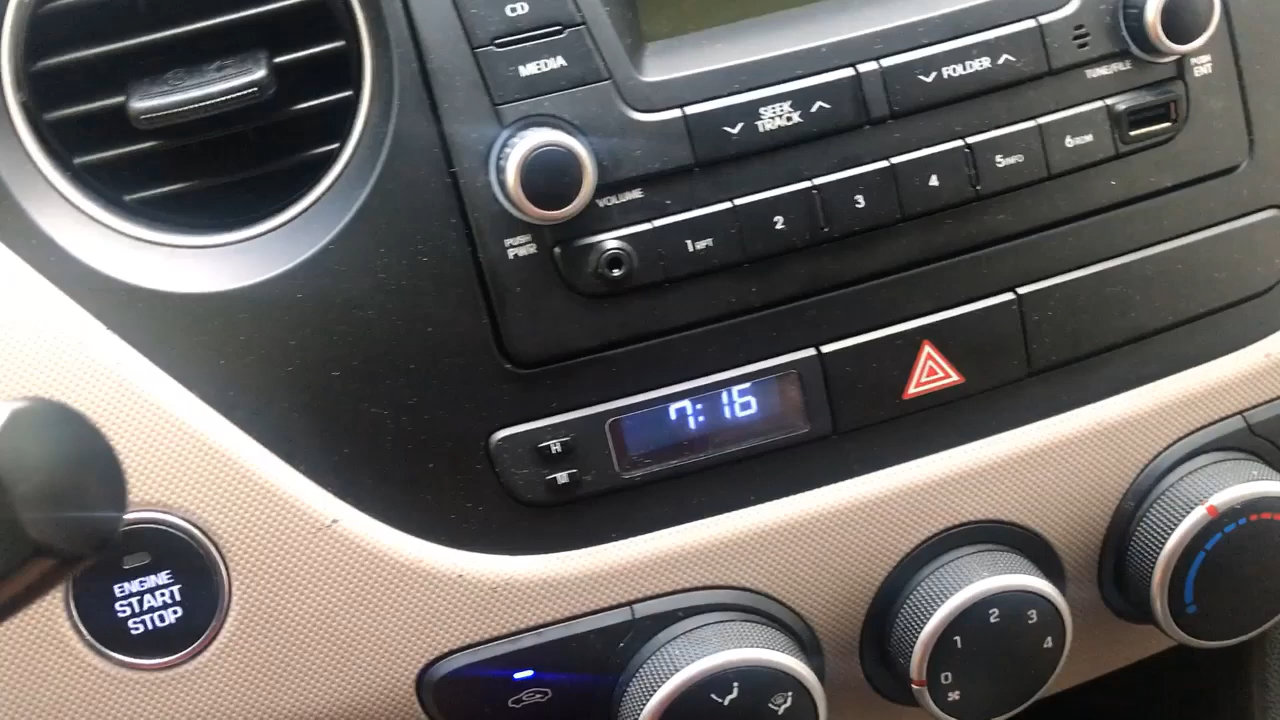 CD
MEDIA
VOLUME
PUSH
PWR
SEEK
TRACK
FOLDER
TUNE/FILE
PUSH
ENT
1 RPT
2
3
4
5 INFO
6 RDM
H
M
7:16
ENGINE
START
STOP
0
1
2
3
4